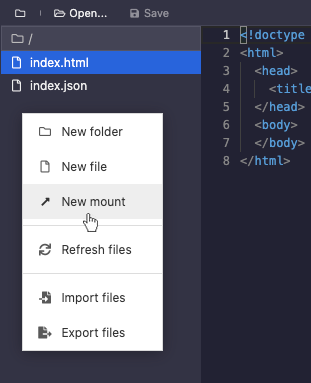 Open...
Save
/
index.html
index.json
New folder
New file
New mount
Refresh files
Import files
Export files
1 <!doctype
2 <html>
3 <head>
4 <title
5 </head>
6 <body>
7 </body>
8 </html>